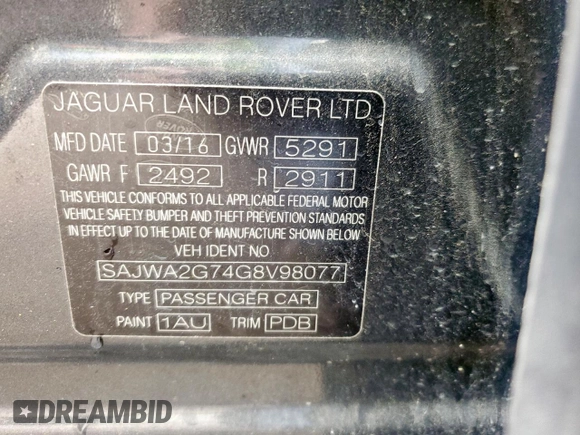 JAGUAR LAND ROVER LTD
ROVER
MFD DATE 03/16 GVWR 5291
GAWR F 2492 R 2911
THIS VEHICLE CONFORMS TO ALL APPLICABLE FEDERAL MOTOR
VEHICLE SAFETY BUMPER AND THEFT PREVENTION STANDARDS
IN EFFECT UP TO THE DATE OF MANUFACTURE SHOWN BELOW
VEH IDENT NO
SAJWA2G74G8V98077
TYPE PASSENGER CAR
PAINT 1AU TRIM PDB
DREAMBID